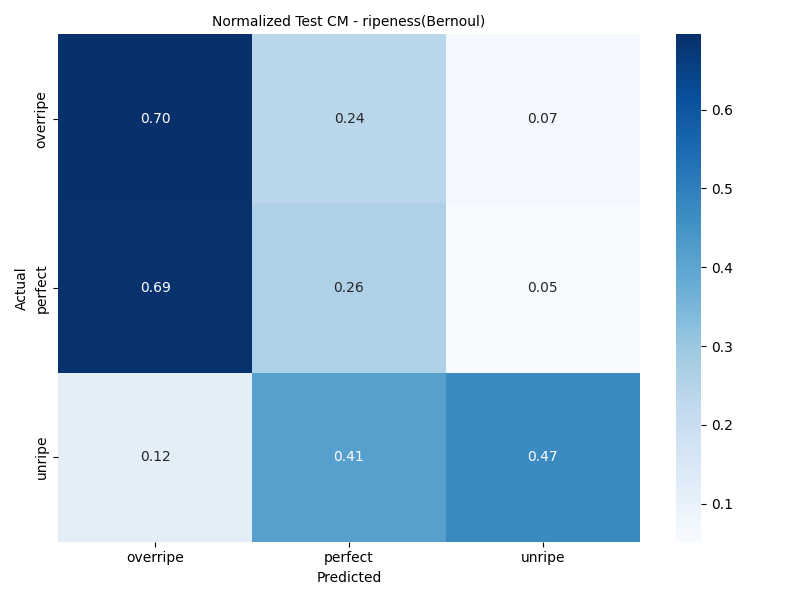 Normalized Test CM - ripeness(Bernoul)
Actual
overripe
0.70 0.24 0.07
perfect
0.69 0.26 0.05
unripe
0.12 0.41 0.47
overripe perfect unripe
Predicted
0.6
0.5
0.4
0.3
0.2
0.1